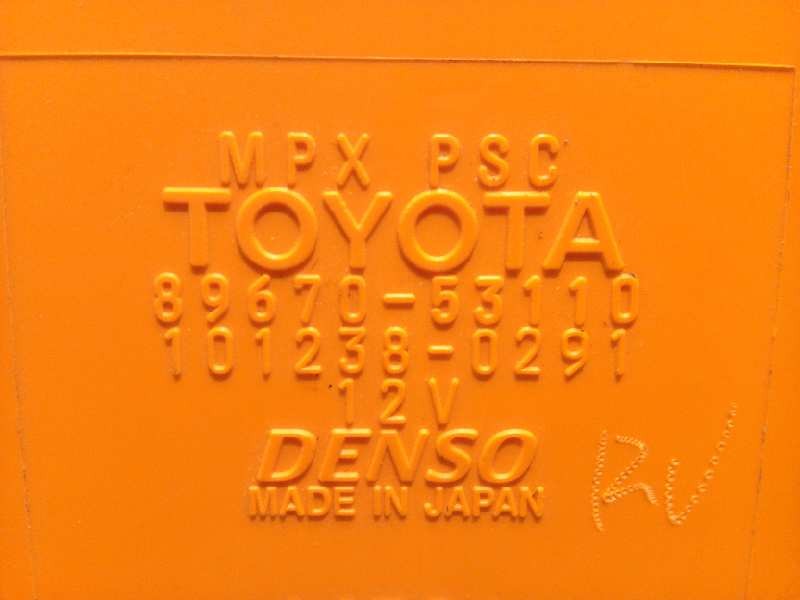 MPX PSC
TOYOTA
89670-53110
101238-0291
12V
DENSO
MADE IN JAPAN
RV